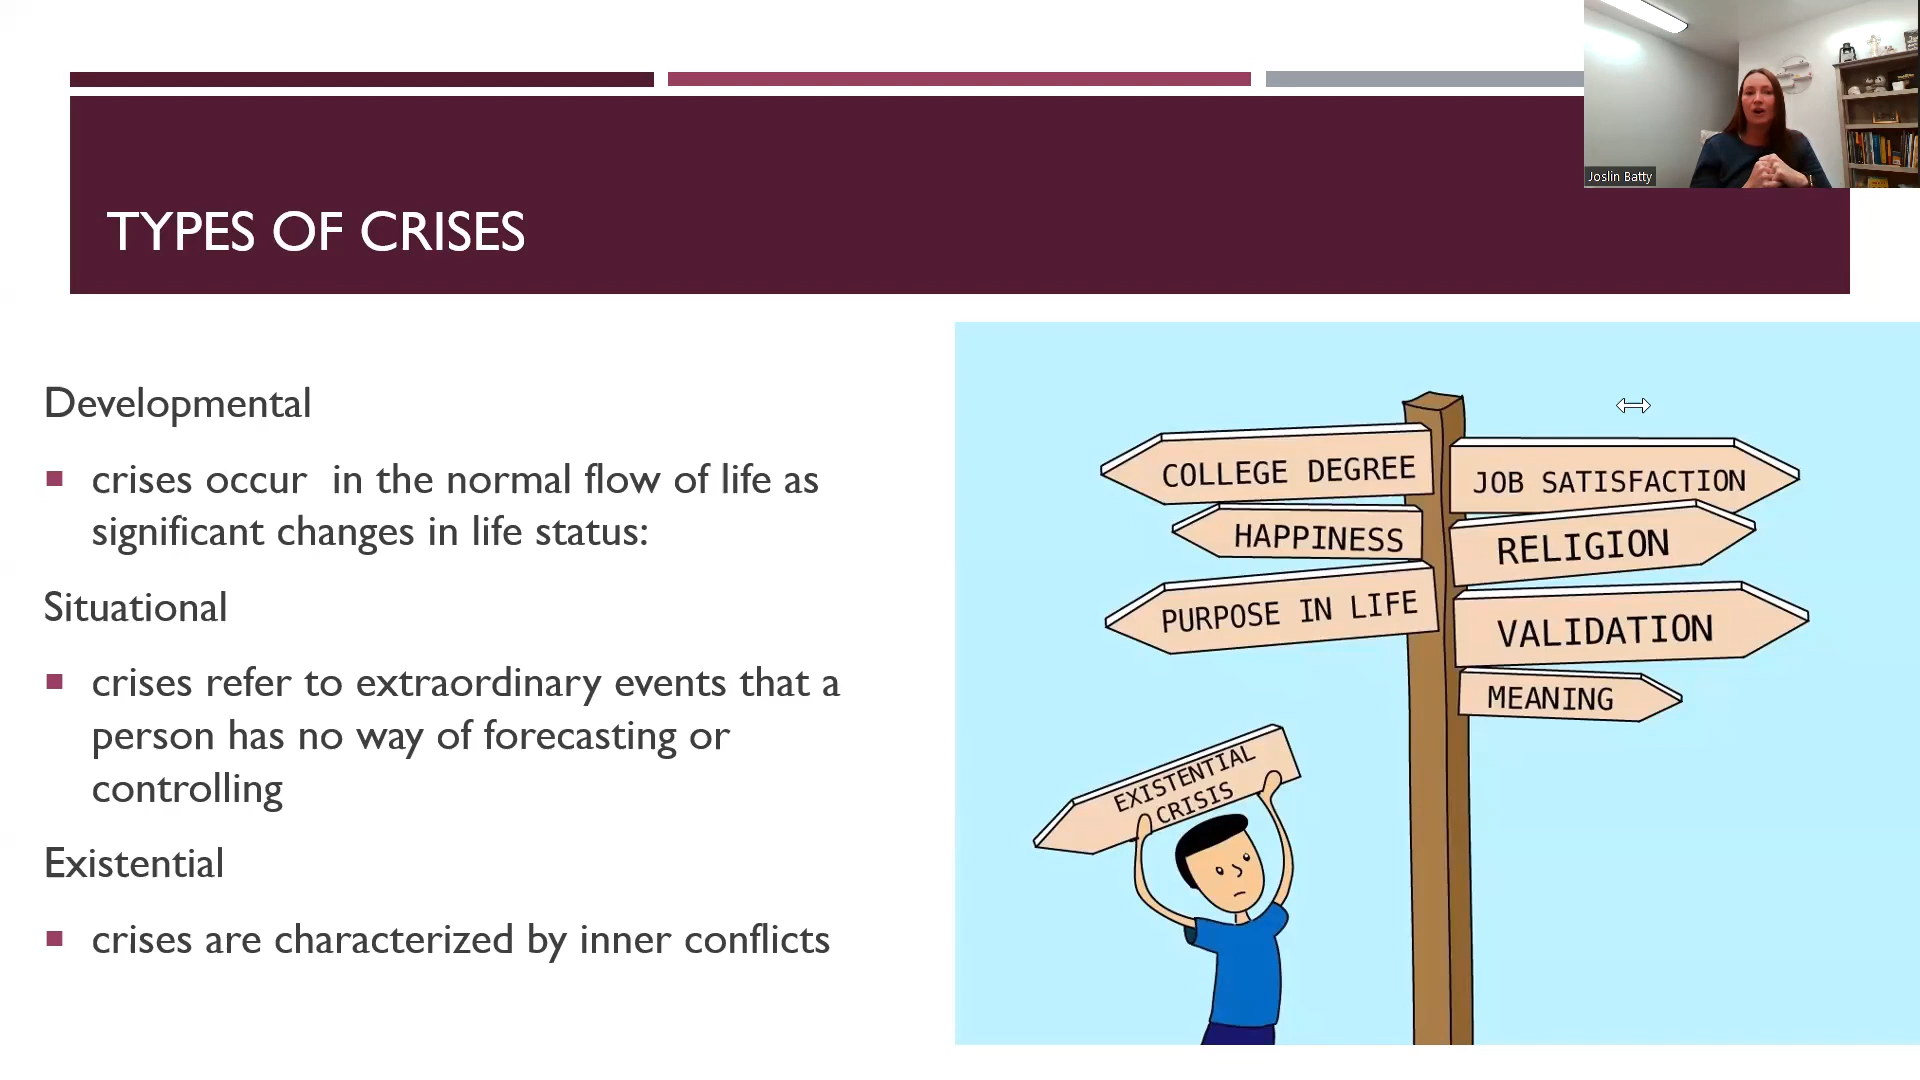 Joslin Batty
TYPES OF CRISES
Developmental
crises occur  in the normal flow of life as
significant changes in life status:
Situational
crises refer to extraordinary events that a
person has no way of forecasting or
controlling
Existential
crises are characterized by inner conflicts
COLLEGE DEGREE
JOB SATISFACTION
HAPPINESS
RELIGION
PURPOSE IN LIFE
VALIDATION
MEANING
EXISTENTIAL
CRISIS